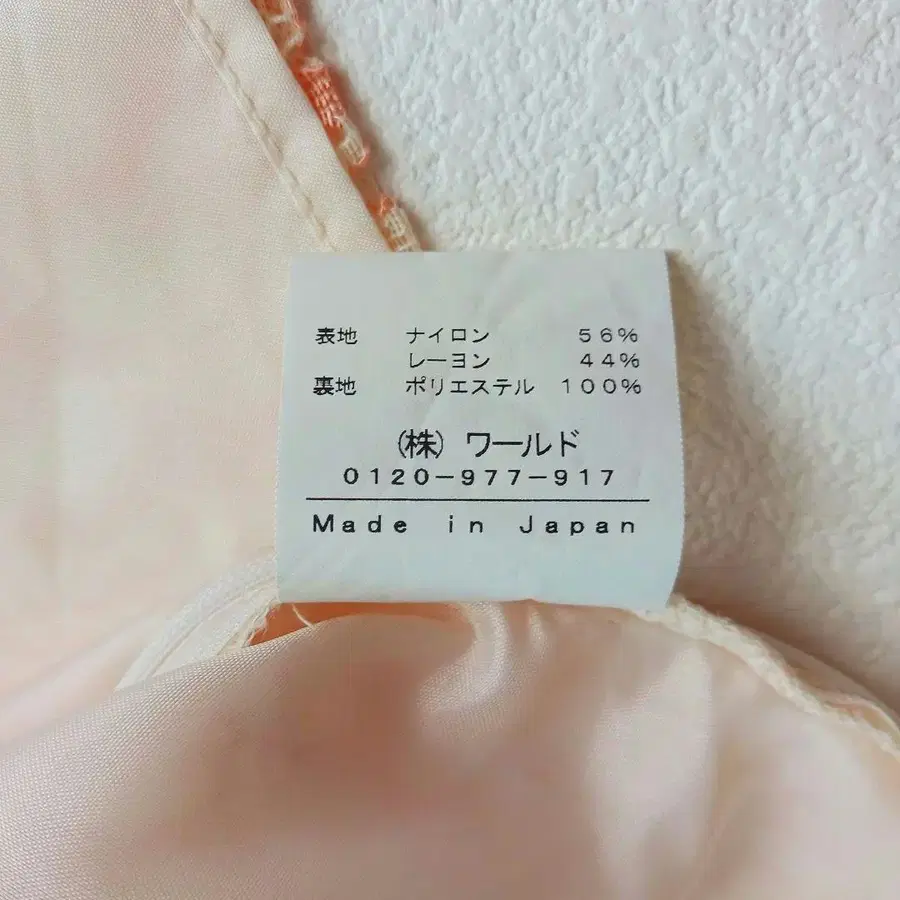 表地 ナイロン 56%
レーヨン 44%
裏地 ポリエステル 100%
(株) ワールド
0120-977-917
Made in Japan